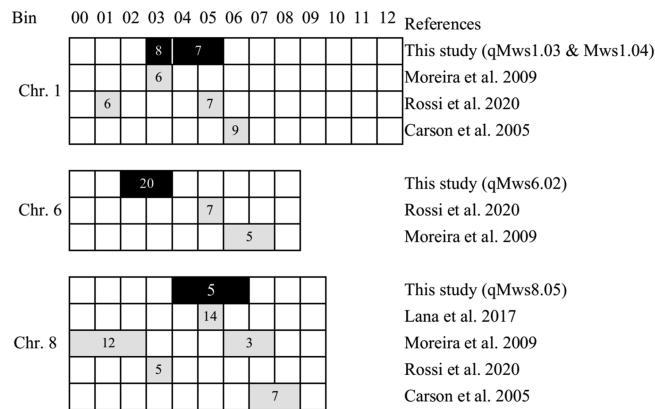 Bin 00 01 02 03 04 05 06 07 08 09 10 11 12 References
8 7 This study (qMws1.03 & Mws1.04)
6 Moreira et al. 2009
Chr. 1
6 7 Rossi et al. 2020
9 Carson et al. 2005
20 This study (qMws6.02)
Chr. 6 7 Rossi et al. 2020
5 Moreira et al. 2009
5 This study (qMws8.05)
14 Lana et al. 2017
Chr. 8 12 3 Moreira et al. 2009
5 Rossi et al. 2020
7 Carson et al. 2005